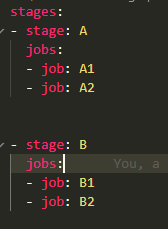 stages:
- stage: A
  jobs:
  - job: A1
  - job: A2
- stage: B
  jobs: You, a
  - job: B1
  - job: B2